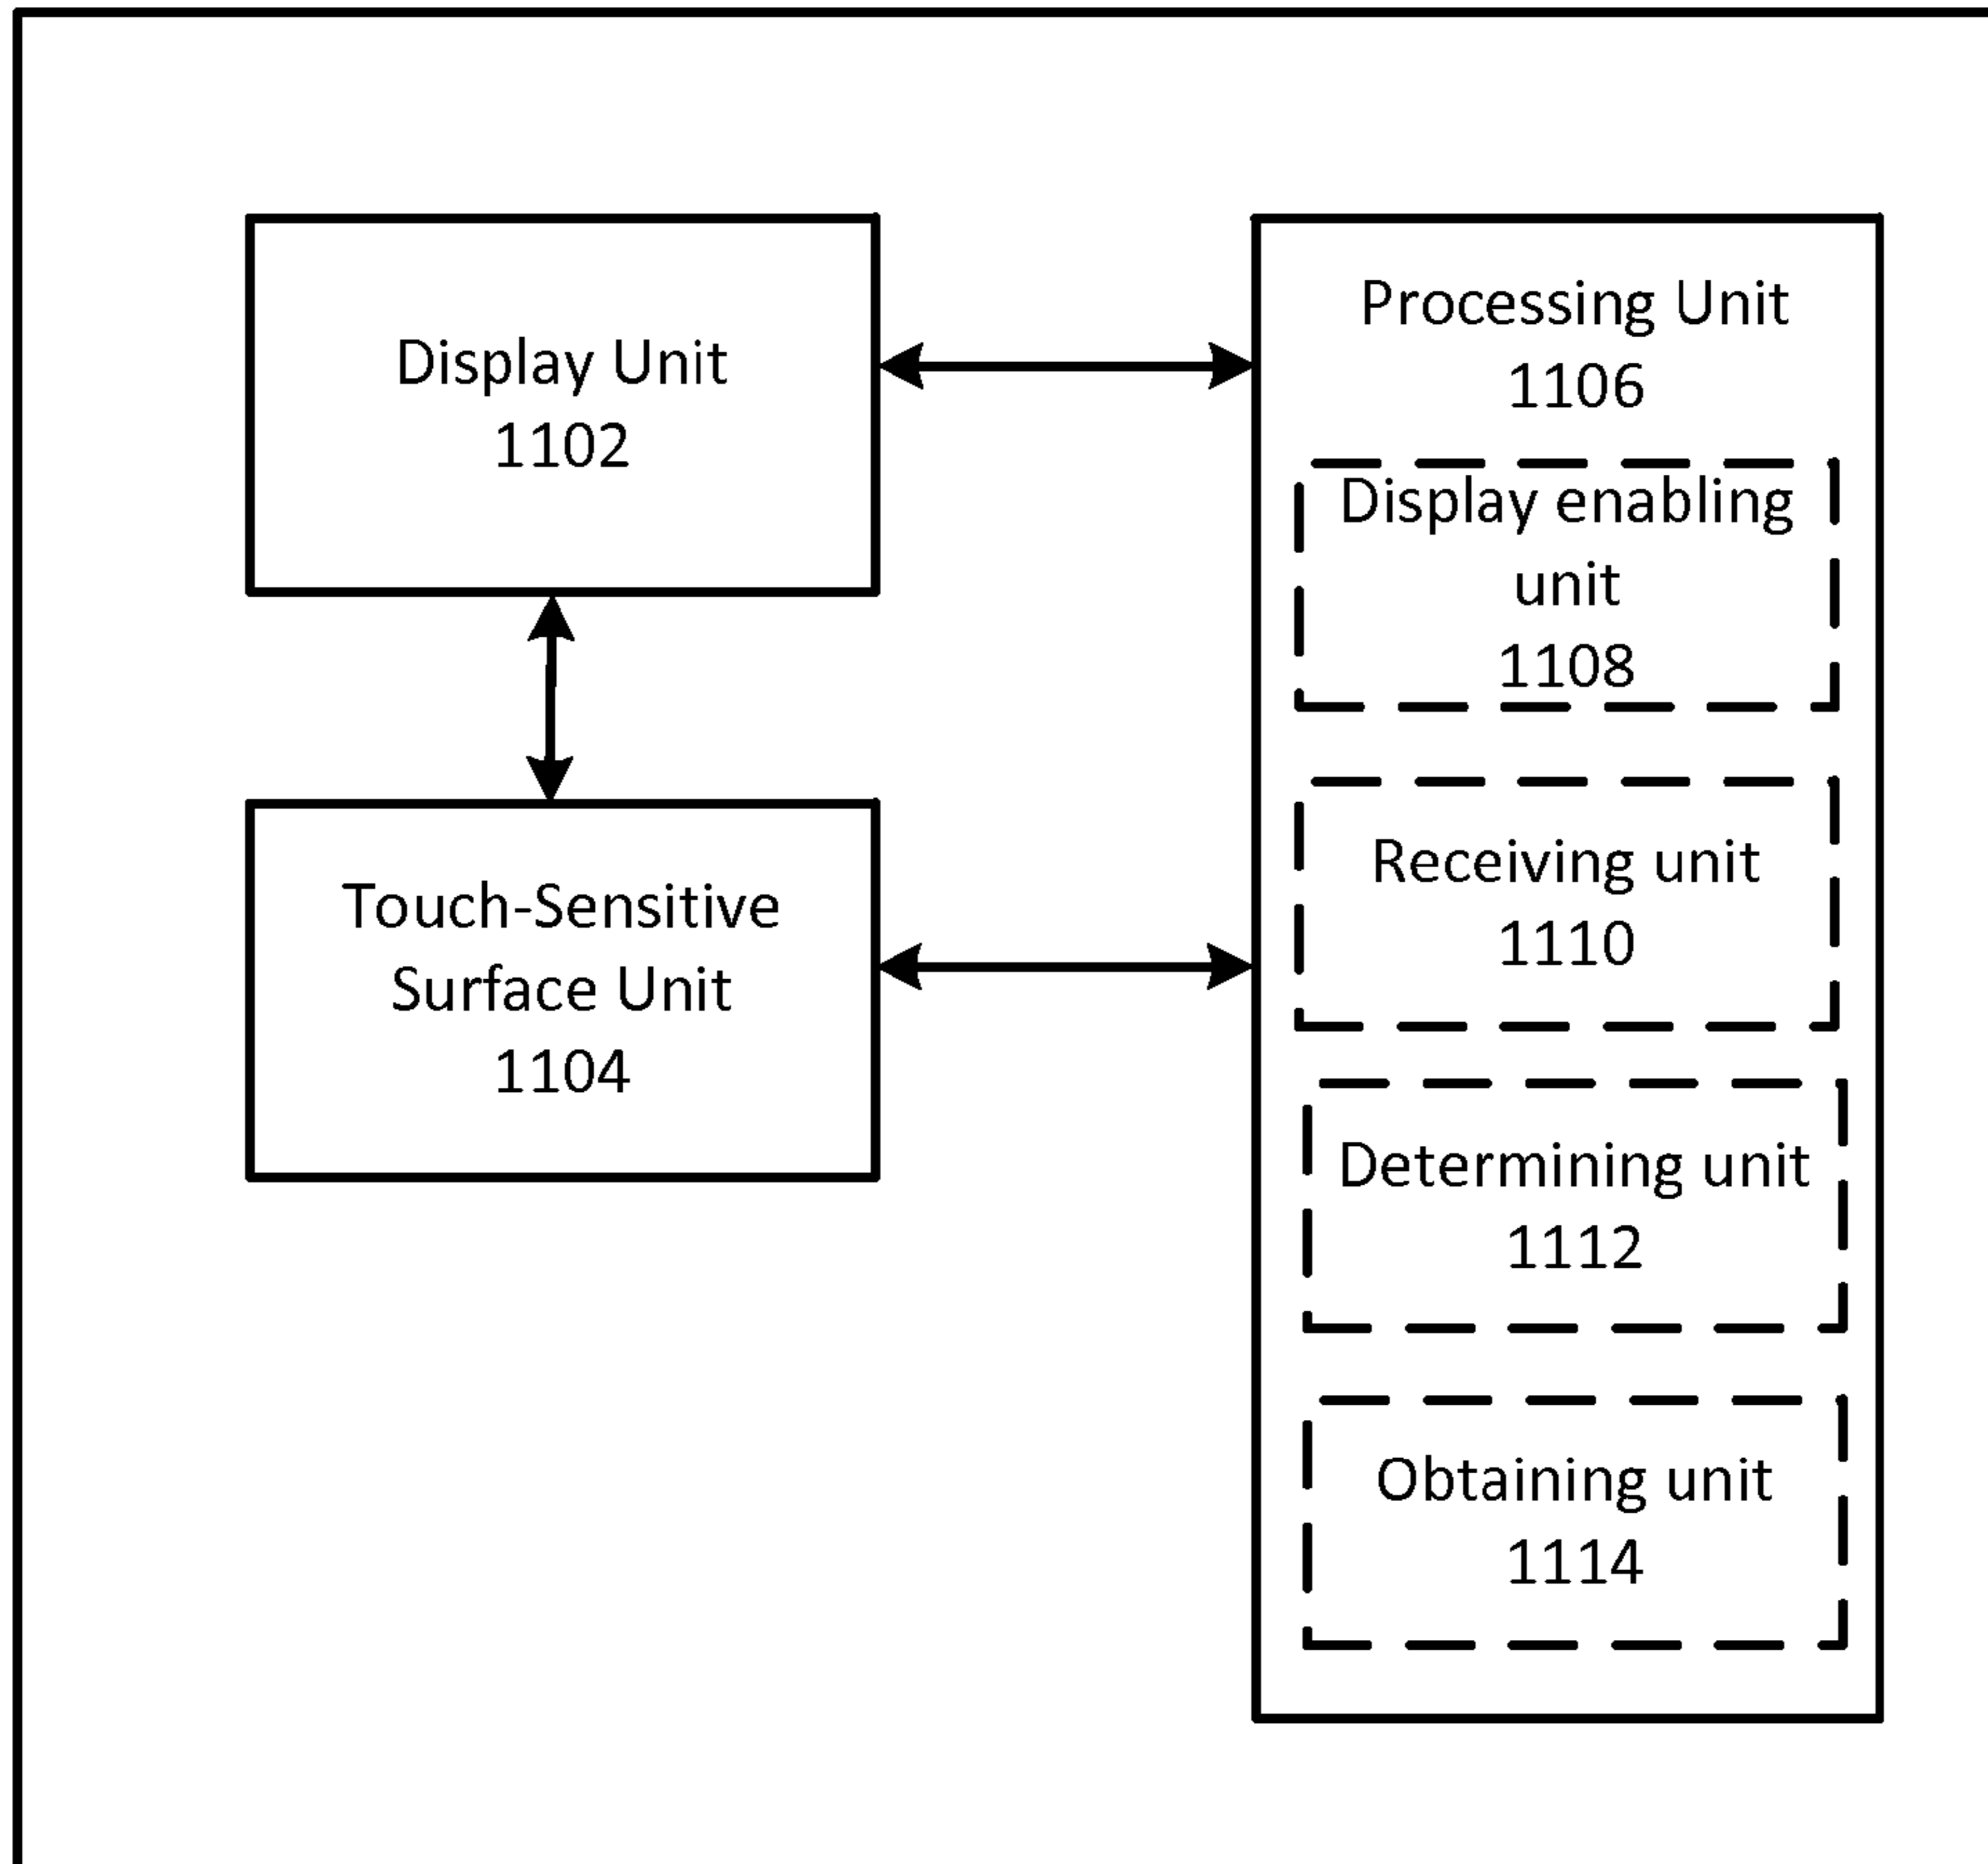 Display Unit
1102
Touch-Sensitive
Surface Unit
1104
Processing Unit
1106
Display enabling
unit
1108
Receiving unit
1110
Determining unit
1112
Obtaining unit
1114